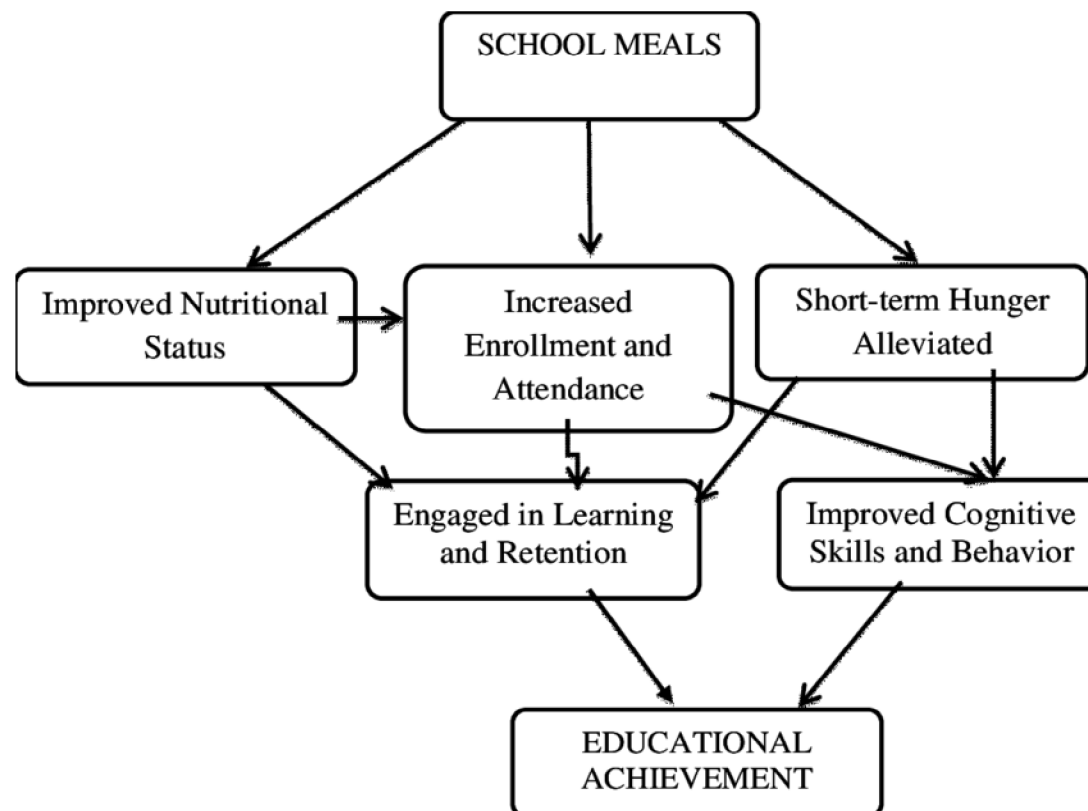 SCHOOL MEALS
Improved Nutritional
Status
Increased
Enrollment and
Attendance
Short-term Hunger
Alleviated
Engaged in Learning
and Retention
Improved Cognitive
Skills and Behavior
EDUCATIONAL
ACHIEVEMENT